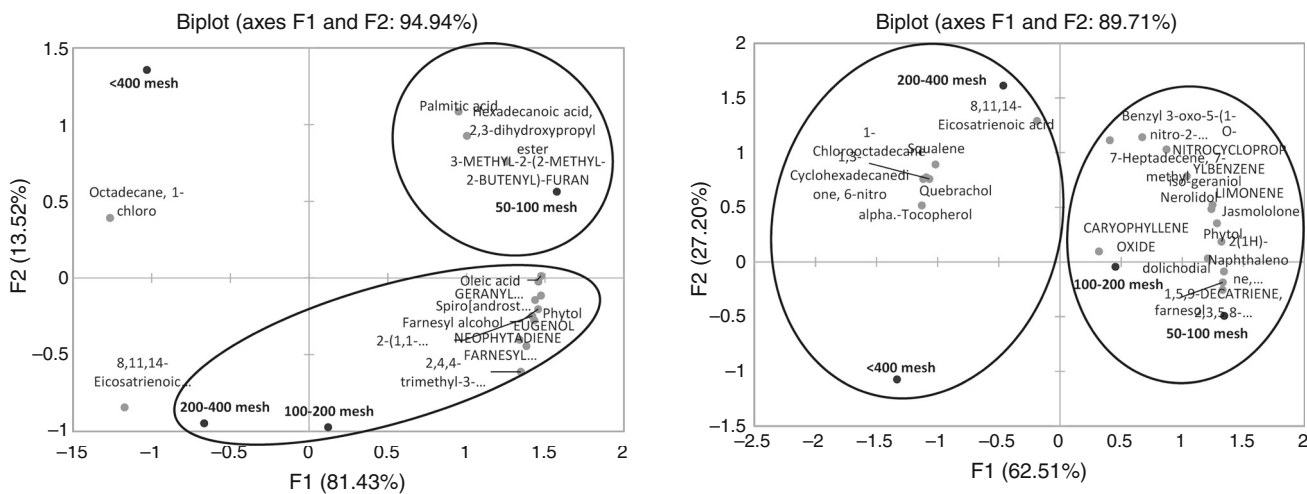 Biplot (axes F1 and F2: 94.94%)
1.5
1
0.5
0
−0.5
−1
−1.5
−1
−0.5
0
0.5
1
1.5
2
F2 (13.52%)
F1 (81.43%)
<400 mesh
Palmitic acid
Hexadecanoic acid,
2,3-dihydroxypropyl
ester
3-METHYL-2-(2-METHYL-
2-BUTENYL)-FURAN
50-100 mesh
Octadecane, 1-
chloro
Oleic acid
GERANYL...
Spiro[androst...
Phytol
Farnesyl alcohol
EUGENOL
2-(1,1-...
NEOPHYTADIENE
FARNESYL...
2,4,4-
trimethyl-3-...
8,11,14-
Eicosatrienoic...
200-400 mesh
100-200 mesh
Biplot (axes F1 and F2: 89.71%)
2
1.5
1
0.5
0
−0.5
−1
−1.5
−2.5
−2
−1.5
−1
−0.5
0
0.5
1
1.5
2
F2 (27.20%)
F1 (62.51%)
200-400 mesh
8,11,14-
Eicosatrienoic acid
1-
Chlorooctadecane
Squalene
1,3-
Cyclohexadecanedi
one, 6-nitro
Quebrachol
alpha.-Tocopherol
<400 mesh
Benzyl 3-oxo-5-(1-
nitro-2-...
O-
NITROCYCLOPROP
YLBENZENE
7-Heptadecene, 7-
methyl
iso-geraniol
LIMONENE
Nerolidol
Jasmololone
CARYOPHYLLENE
OXIDE
Phytol
2(1H)-
Naphthaleno
ne,...
dolichodial
100-200 mesh
1,5,9-DECATRIENE,
2,3,5,8-...
farnesol
50-100 mesh